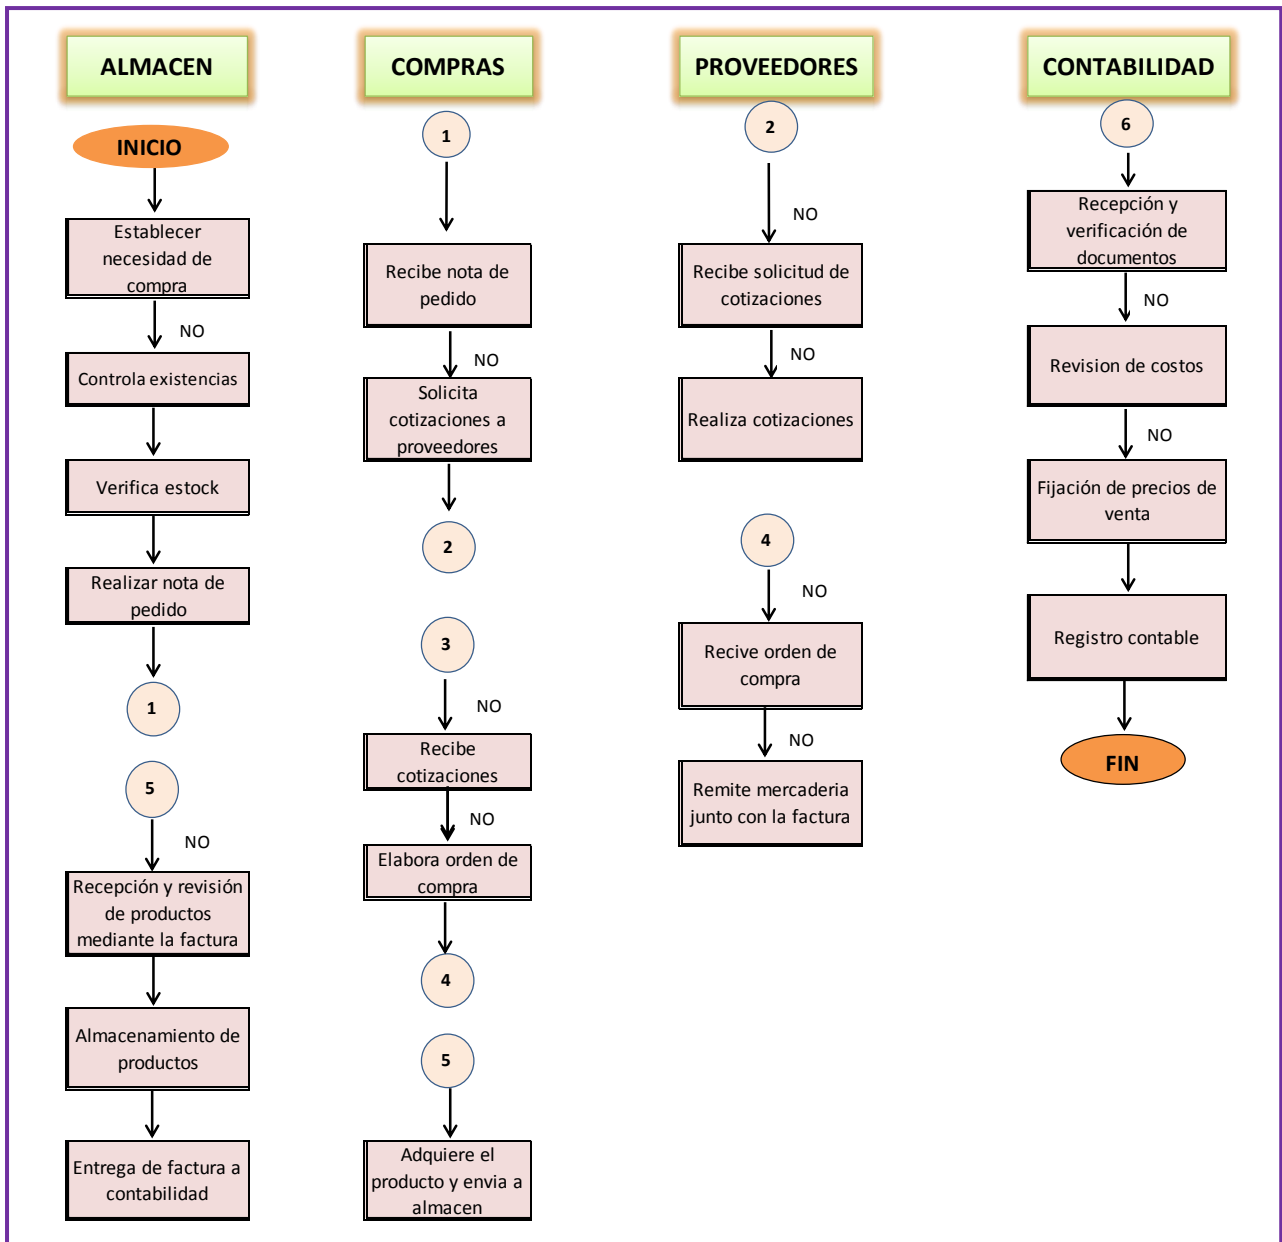 ALMACEN
INICIO
Establecer
necesidad de
compra
NO
Controla existencias
Verifica estock
Realizar nota de
pedido
1
5
NO
Recepción y revisión
de productos
mediante la factura
Almacenamiento de
productos
Entrega de factura a
contabilidad
COMPRAS
1
Recibe nota de
pedido
NO
Solicita
cotizaciones a
proveedores
2
3
NO
Recibe
cotizaciones
NO
Elabora orden de
compra
4
5
Adquiere el
producto y envia a
almacen
PROVEEDORES
2
NO
Recibe solicitud de
cotizaciones
NO
Realiza cotizaciones
4
NO
Recive orden de
compra
NO
Remite mercaderia
junto con la factura
CONTABILIDAD
6
Recepción y
verificación de
documentos
NO
Revision de costos
NO
Fijación de precios de
venta
Registro contable
FIN